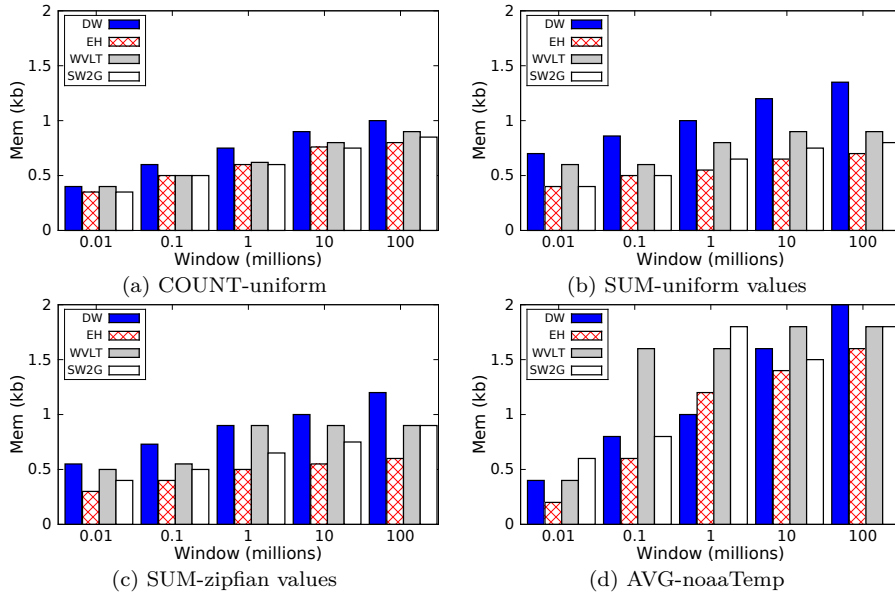 2
1.5
1
0.5
0
Mem (kb)
DW
EH
WVLT
SW2G
0.01 0.1 1 10 100
Window (millions)
(a) COUNT-uniform
2
1.5
1
0.5
0
Mem (kb)
DW
EH
WVLT
SW2G
0.01 0.1 1 10 100
Window (millions)
(b) SUM-uniform values
2
1.5
1
0.5
0
Mem (kb)
DW
EH
WVLT
SW2G
0.01 0.1 1 10 100
Window (millions)
(c) SUM-zipfian values
2
1.5
1
0.5
0
Mem (kb)
DW
EH
WVLT
SW2G
0.01 0.1 1 10 100
Window (millions)
(d) AVG-noaaTemp